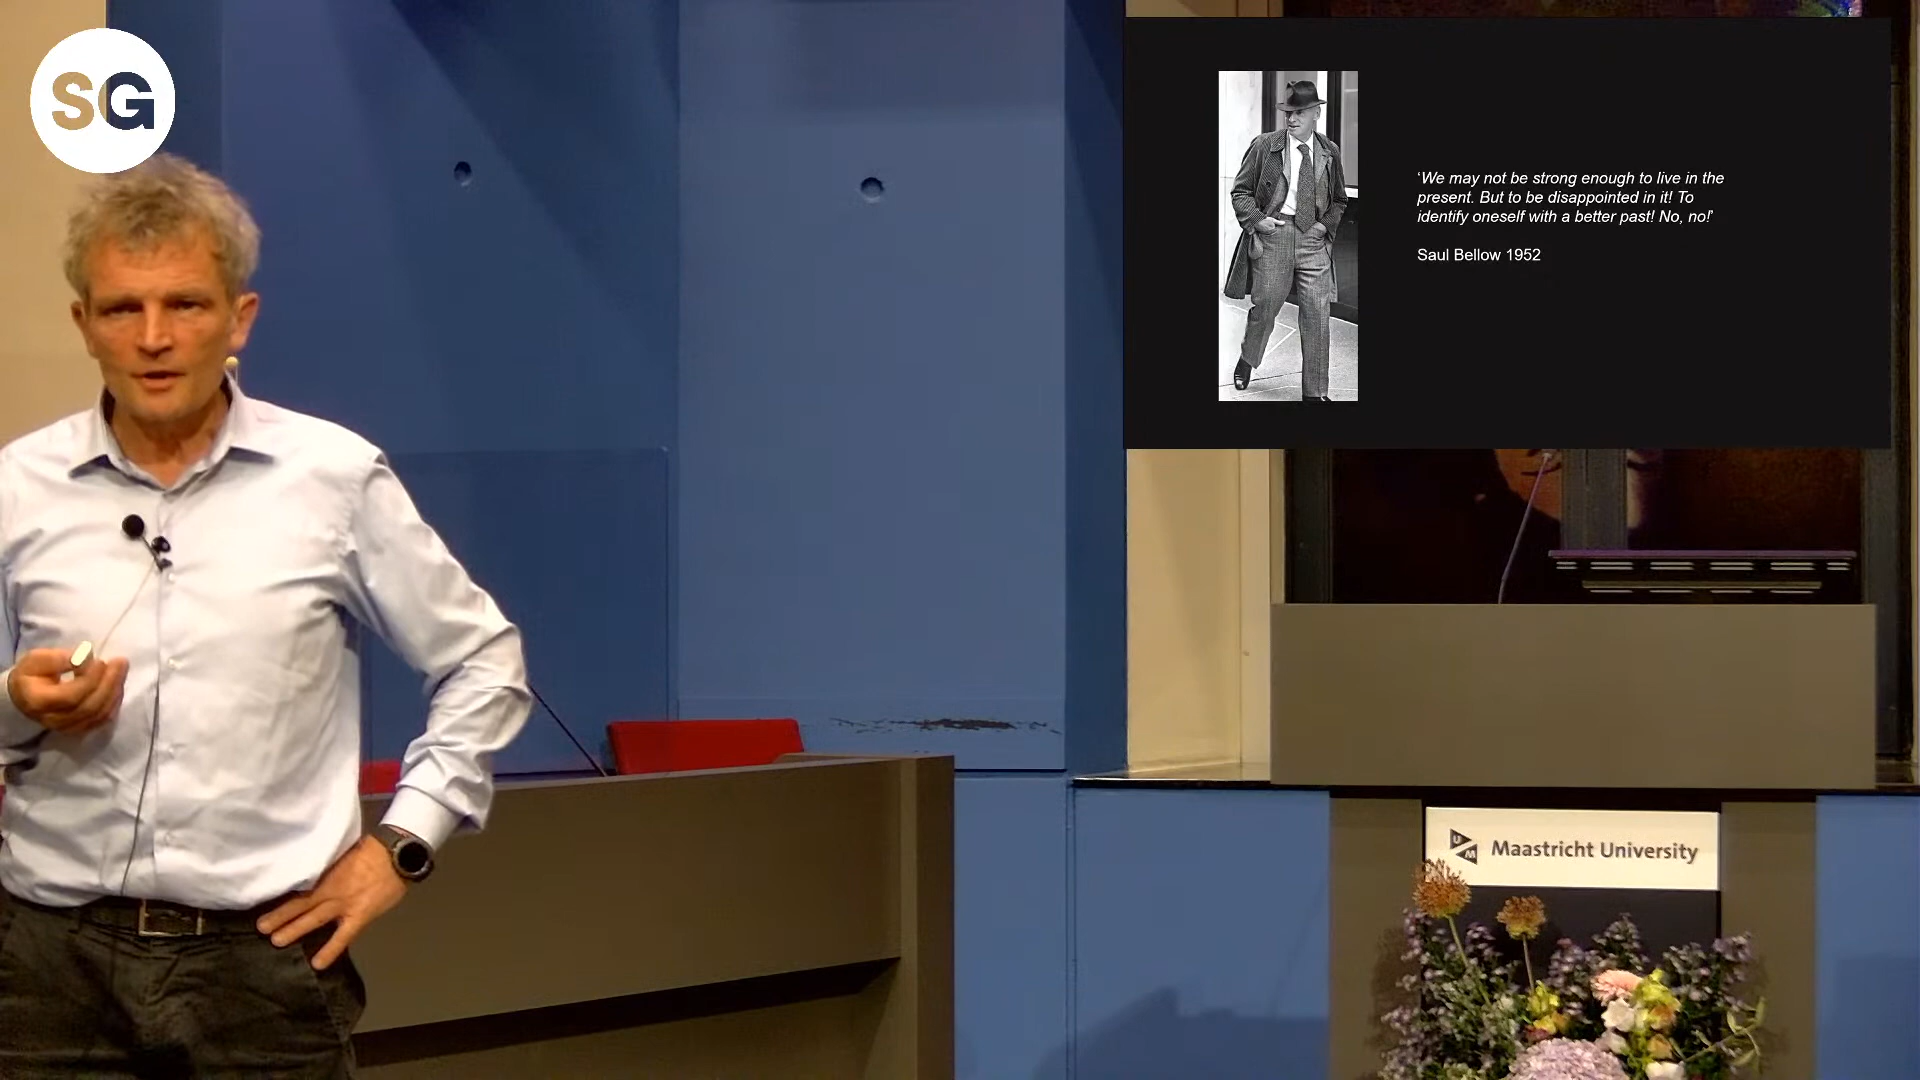 SG
‘We may not be strong enough to live in the
present. But to be disappointed in it! To
identify oneself with a better past! No, no!’
Saul Bellow 1952
UM
Maastricht University